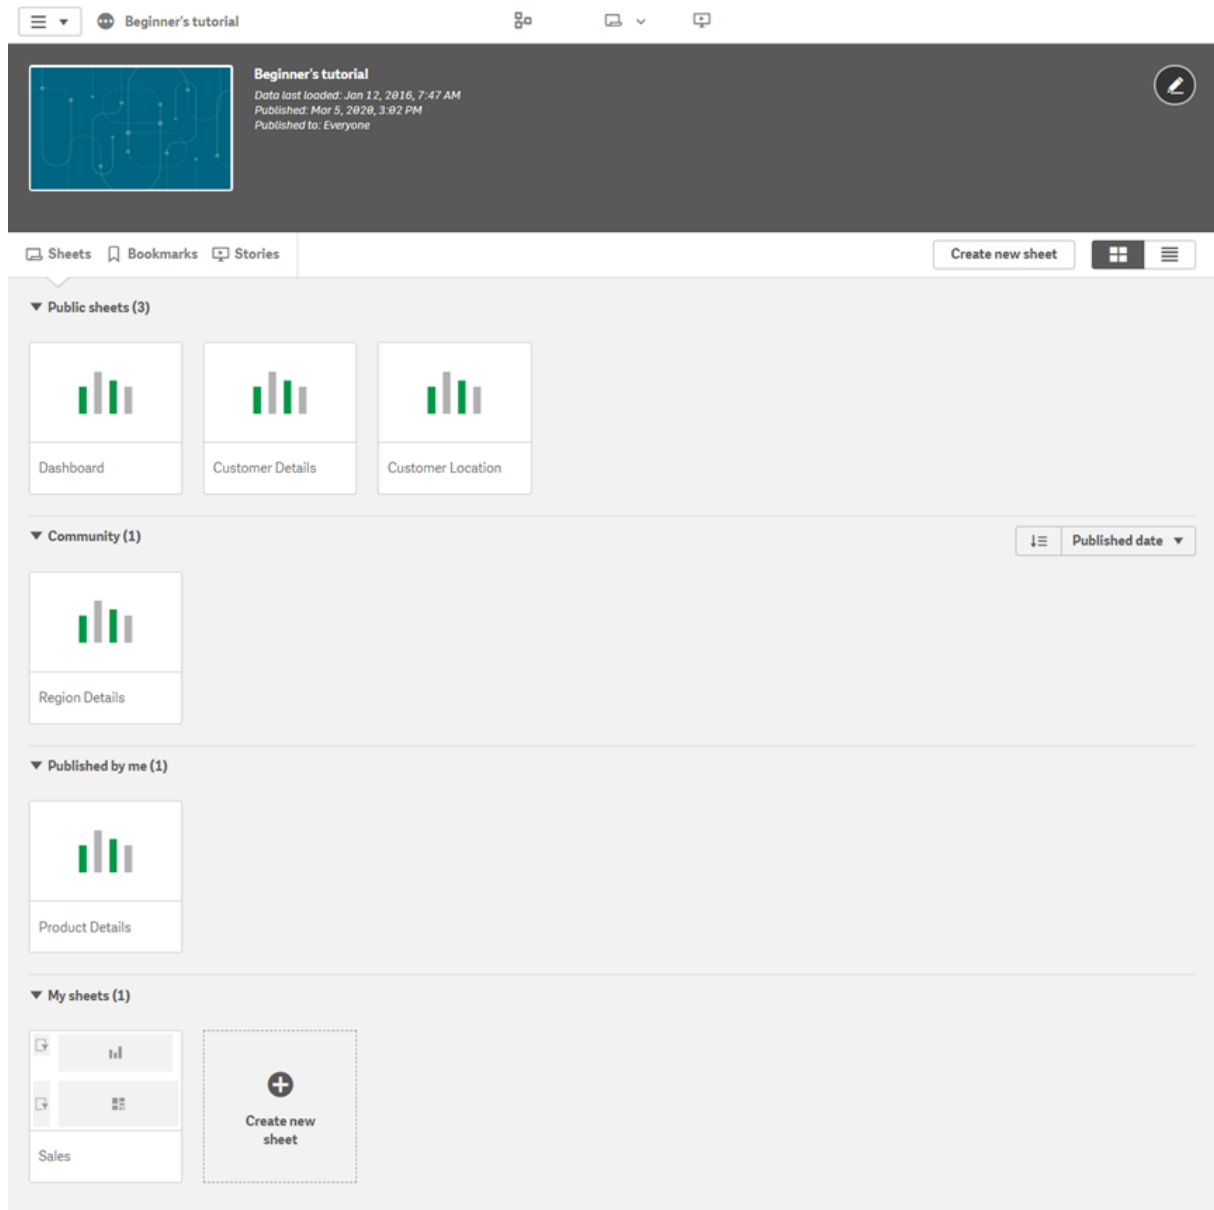 Beginner's tutorial
Beginner's tutorial
Data last loaded: Jan 12, 2016, 7:47 AM
Published: Mar 5, 2020, 3:02 PM
Published to: Everyone
Sheets Bookmarks Stories Create new sheet
Public sheets (3)
Dashboard Customer Details Customer Location
Community (1) Published date
Region Details
Published by me (1)
Product Details
My sheets (1)
Create new
sheet
Sales